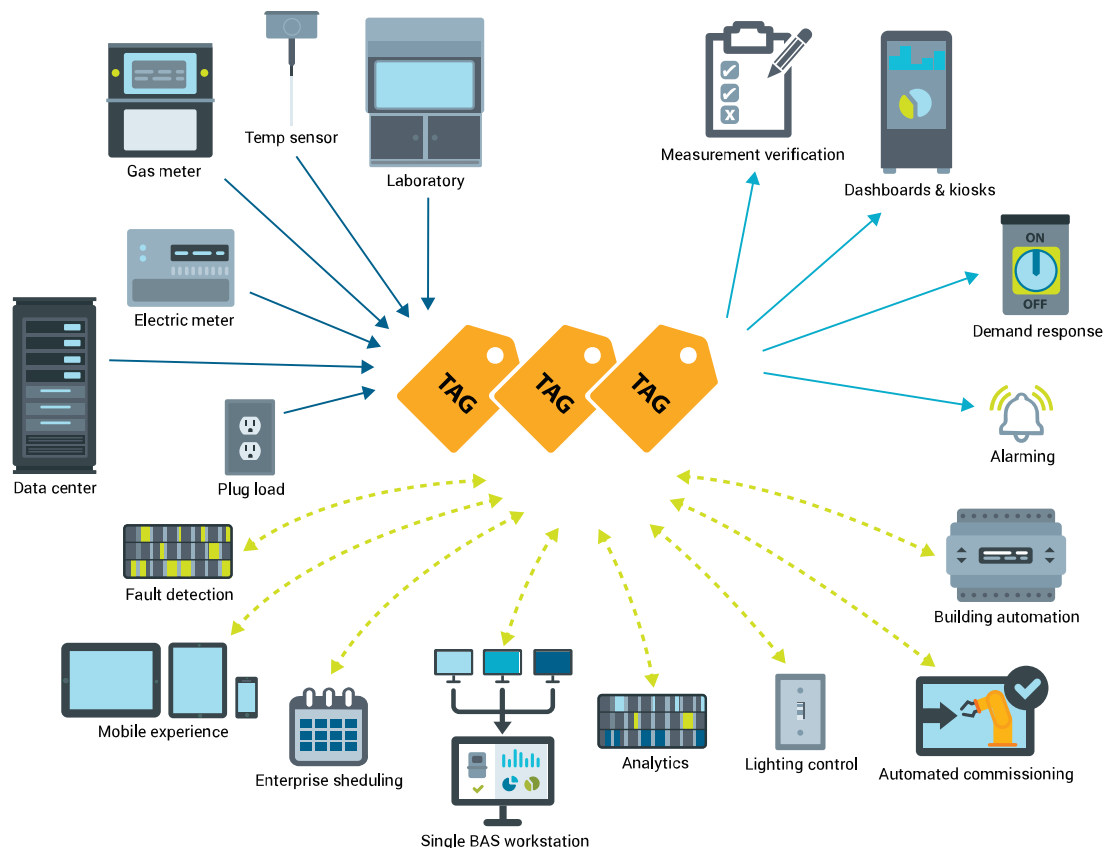 Temp sensor
Gas meter
Laboratory
Measurement verification
Dashboards & kiosks
ON
OFF
Electric meter
Demand response
TAG
TAG
TAG
Data center
Plug load
Alarming
Fault detection
Building automation
Mobile experience
Enterprise sheduling
Single BAS workstation
Analytics
Lighting control
Automated commissioning